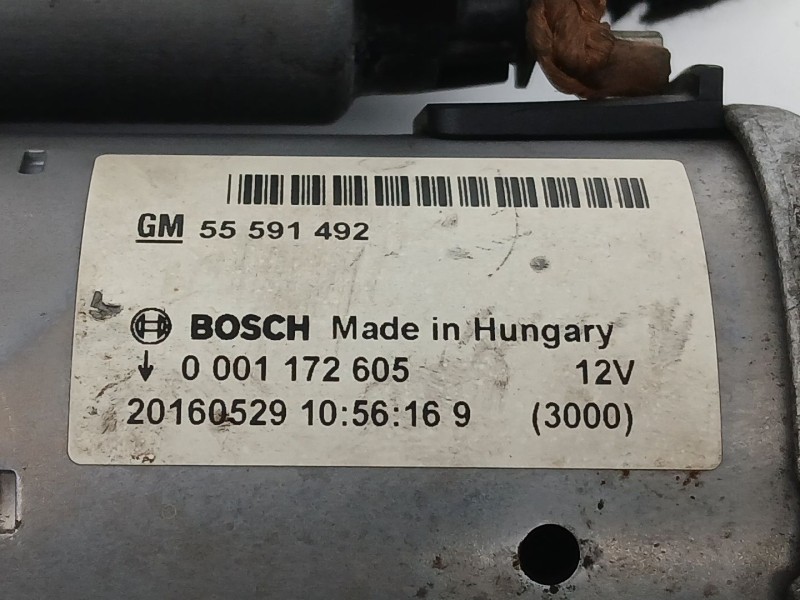 GM 55 591 492
BOSCH Made in Hungary
↓ 0 001 172 605 12V
20160529 10:56:16 9 (3000)